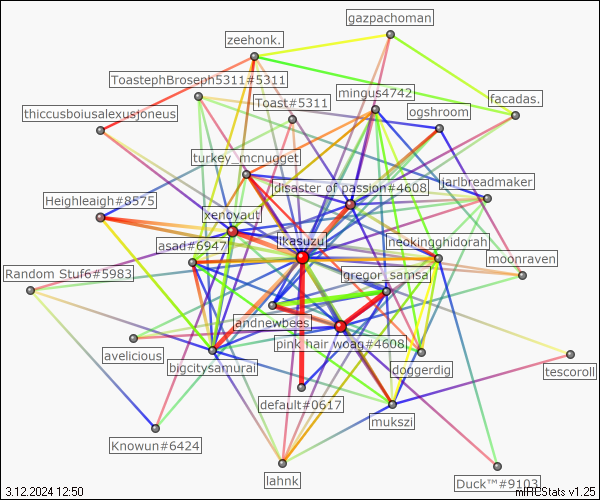 gazpachoman
zeehonk.
ToastephBroseph5311#5311
mingus4742
facadas.
Toast#5311
ogshroom
thiccusboiusalexusjoneus
turkey_mcnugget
disaster of passion#4608
jarlbreadmaker
Heighleaigh#8575
xenoyaut
ikasuzu
neokingghidorah
asad#6947
moonraven
Random Stuf6#5983
gregor_samsa
andnewbees
pink hair woag#4608
avelicious
bigcitysamurai
doggerdig
tescoroll
default#0617
mukszi
Knowun#6424
lahnk
Duck™#9103
3.12.2024 12:50
mIRCStats v1.25